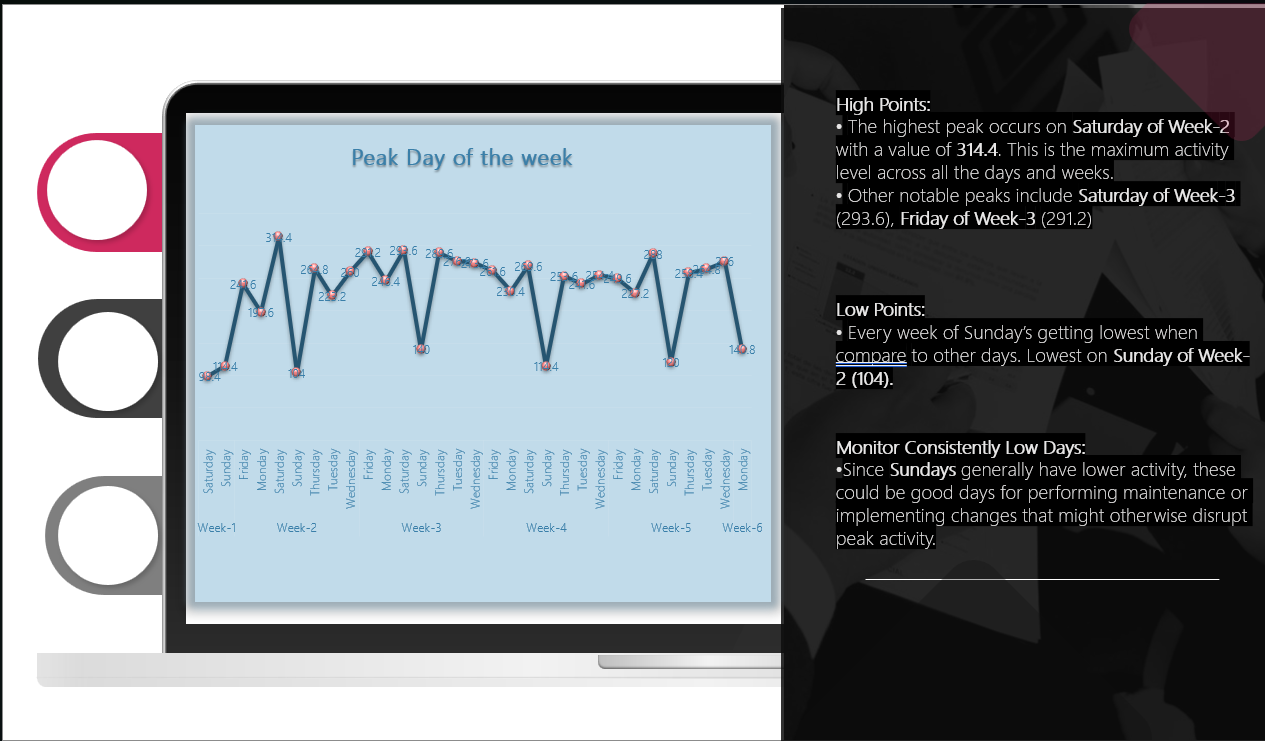 Peak Day of the week
314.4
293.6
104
Saturday
Sunday
Friday
Monday
Saturday
Sunday
Thursday
Tuesday
Wednesday
Friday
Monday
Saturday
Sunday
Thursday
Tuesday
Wednesday
Friday
Monday
Saturday
Sunday
Thursday
Tuesday
Wednesday
Friday
Monday
Saturday
Sunday
Thursday
Tuesday
Wednesday
Monday
Week-1 Week-2 Week-3 Week-4 Week-5 Week-6
High Points:
• The highest peak occurs on Saturday of Week-2
with a value of 314.4. This is the maximum activity
level across all the days and weeks.
• Other notable peaks include Saturday of Week-3
(293.6), Friday of Week-3 (291.2)
Low Points:
• Every week of Sunday’s getting lowest when
compare to other days. Lowest on Sunday of Week-
2 (104).
Monitor Consistently Low Days:
•Since Sundays generally have lower activity, these
could be good days for performing maintenance or
implementing changes that might otherwise disrupt
peak activity.